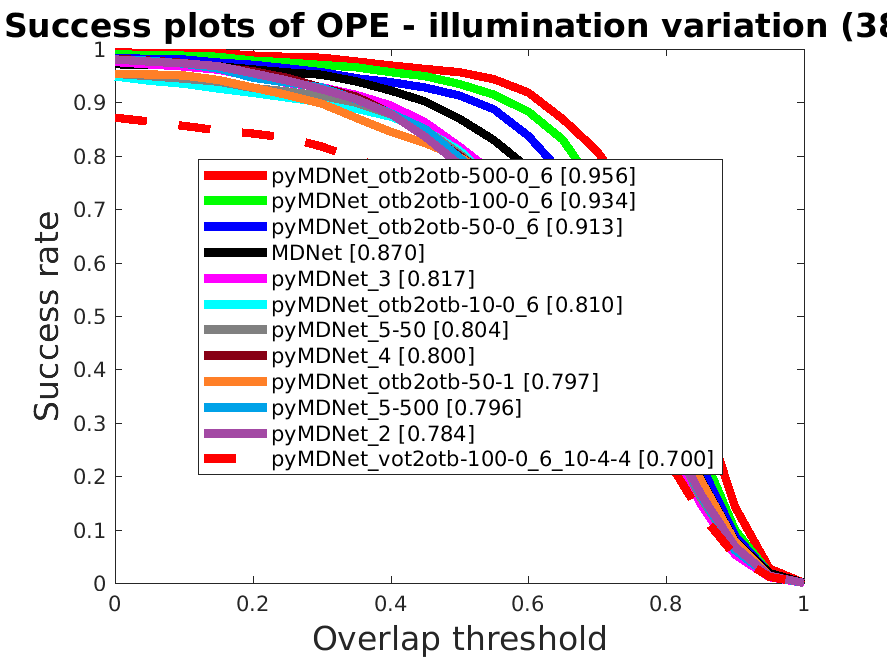 Success plots of OPE - illumination variation (38
1
0.9
0.8
0.7
0.6
0.5
0.4
0.3
0.2
0.1
0
Success rate
pyMDNet_otb2otb-500-0_6 [0.956]
pyMDNet_otb2otb-100-0_6 [0.934]
pyMDNet_otb2otb-50-0_6 [0.913]
MDNet [0.870]
pyMDNet_3 [0.817]
pyMDNet_otb2otb-10-0_6 [0.810]
pyMDNet_5-50 [0.804]
pyMDNet_4 [0.800]
pyMDNet_otb2otb-50-1 [0.797]
pyMDNet_5-500 [0.796]
pyMDNet_2 [0.784]
pyMDNet_vot2otb-100-0_6_10-4-4 [0.700]
0 0.2 0.4 0.6 0.8 1
Overlap threshold